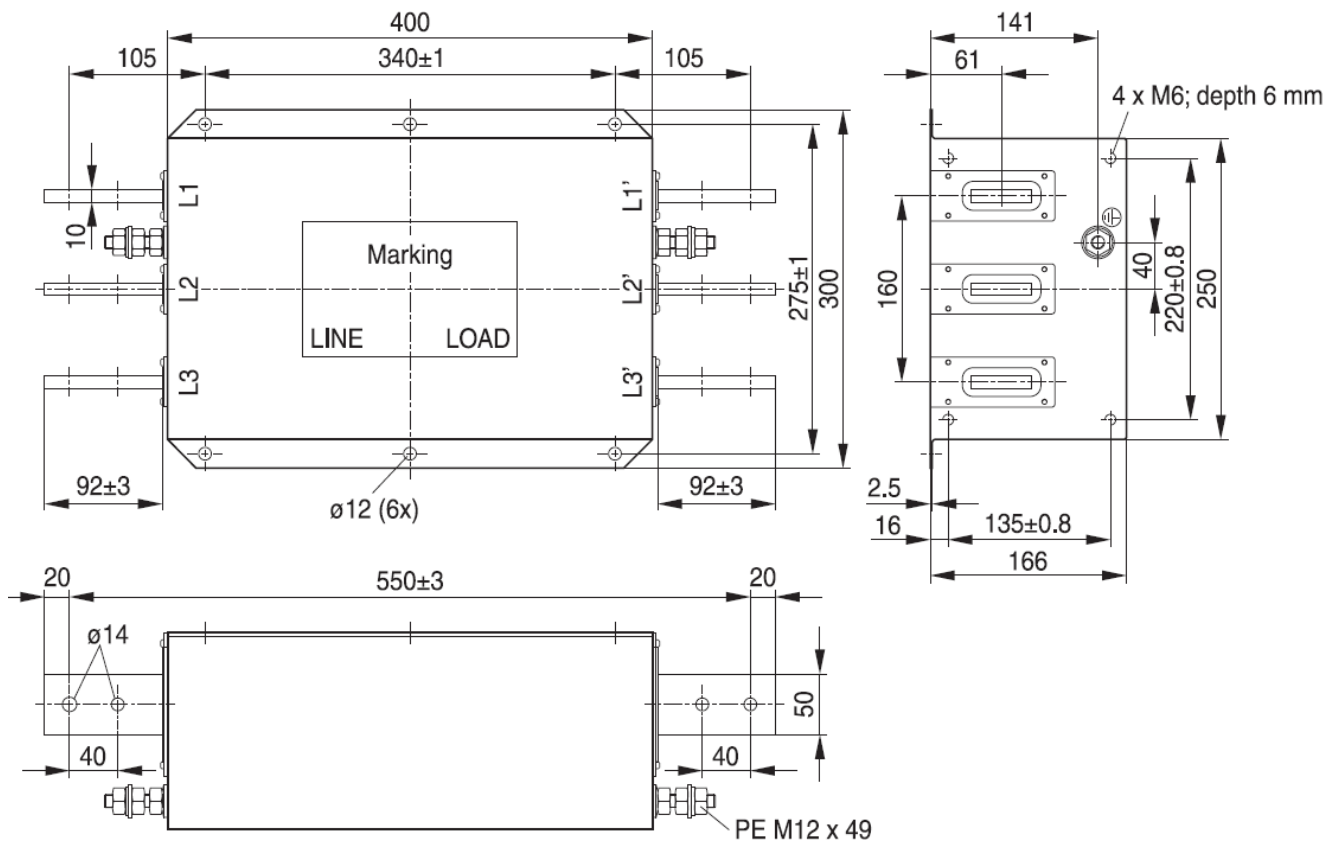 400
105
340±1
105
141
61
4 x M6; depth 6 mm
L1
L1’
10
Marking
L2
L2’
LINE
LOAD
275±1
300
160
40
220±0.8
250
L3
L3’
92±3
ø12 (6x)
92±3
2.5
16
135±0.8
166
20
550±3
20
ø14
50
40
40
PE M12 x 49